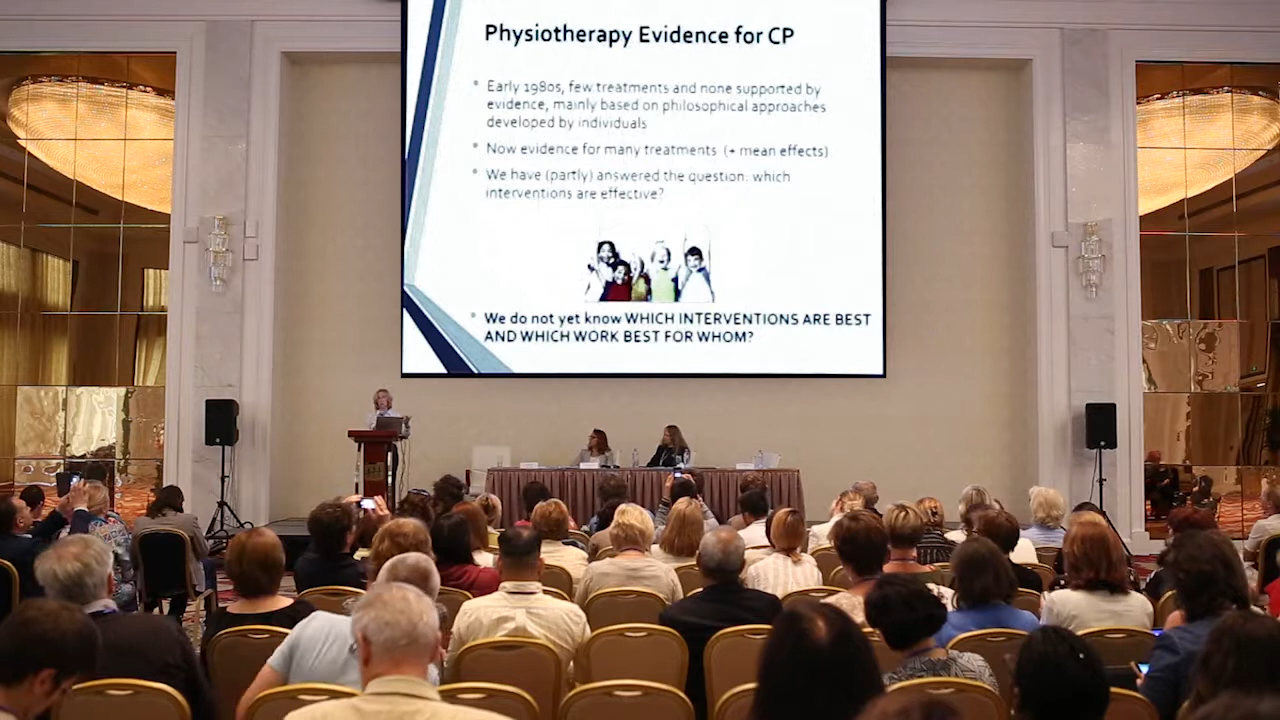 Physiotherapy Evidence for CP
• Early 1980s, few treatments and none supported by
evidence, mainly based on philosophical approaches
developed by individuals
• Now evidence for many treatments (+ mean effects)
• We have (partly) answered the question: which
interventions are effective?
• We do not yet know WHICH INTERVENTIONS ARE BEST
AND WHICH WORK BEST FOR WHOM?